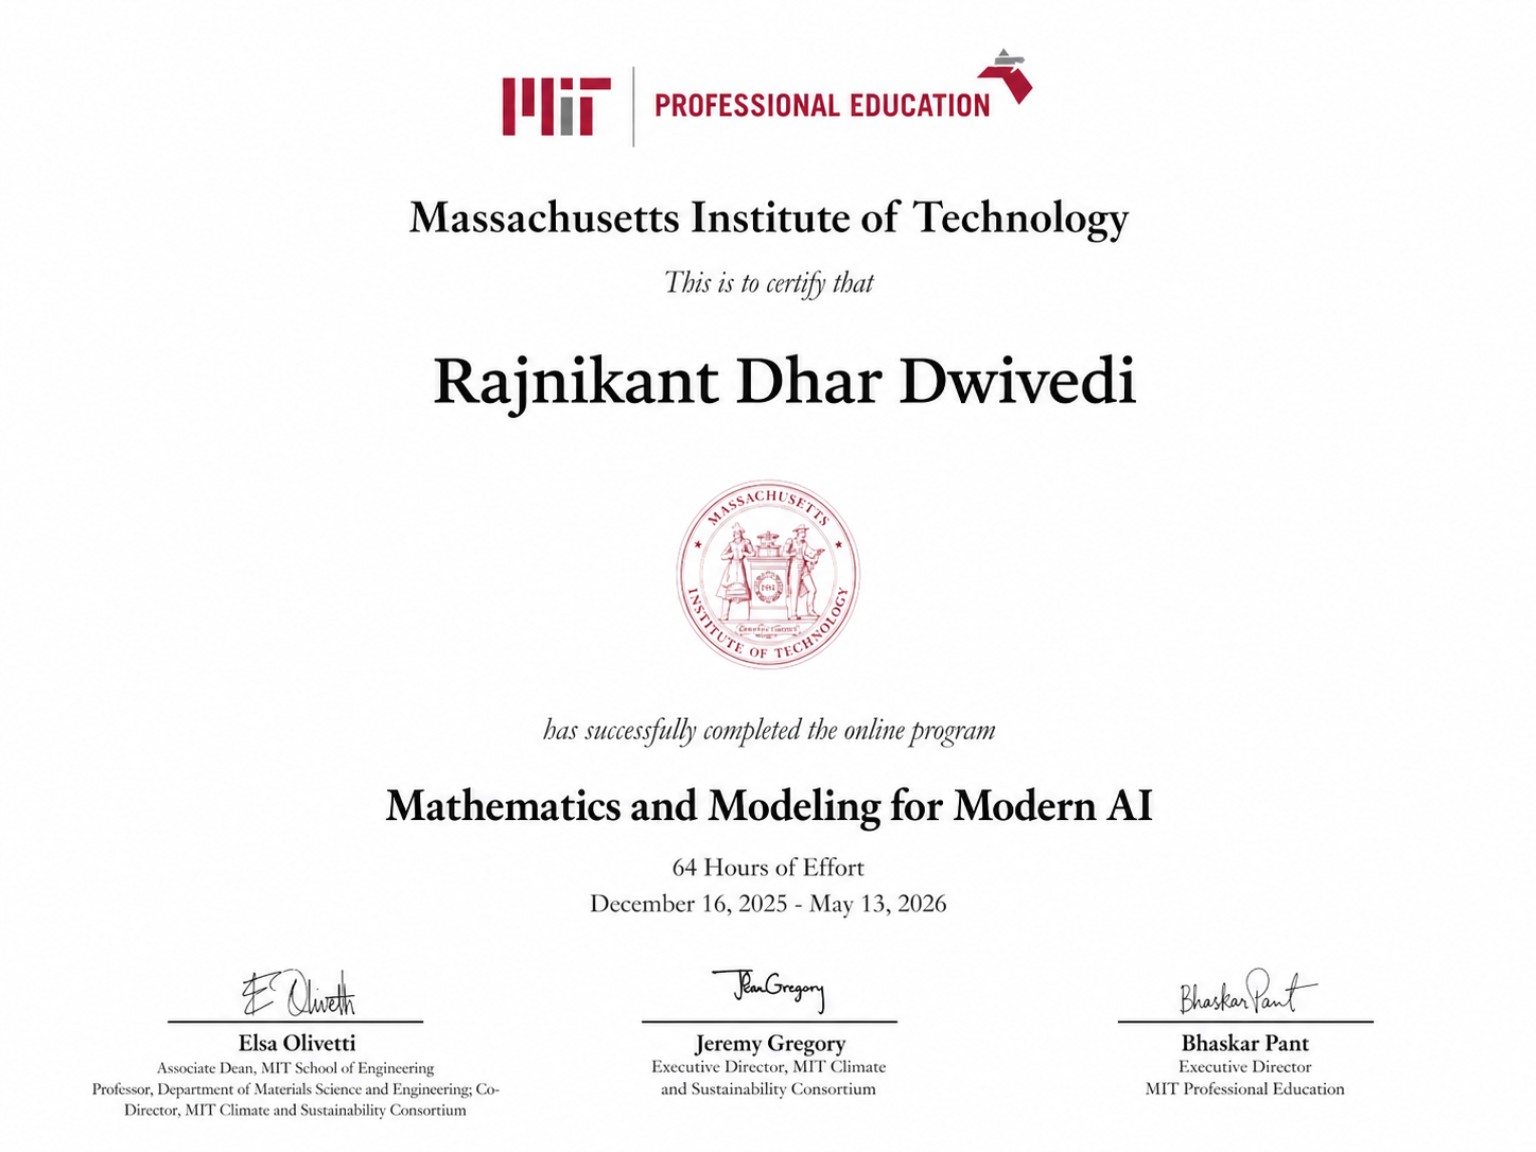 MIT PROFESSIONAL EDUCATION
Massachusetts Institute of Technology
This is to certify that
Rajnikant Dhar Dwivedi
MASSACHUSETTS
INSTITUTE OF TECHNOLOGY
has successfully completed the online program
Mathematics and Modeling for Modern AI
64 Hours of Effort
December 16, 2025 - May 13, 2026
E Olivetti
Elsa Olivetti
Associate Dean, MIT School of Engineering
Professor, Department of Materials Science and Engineering; Co-
Director, MIT Climate and Sustainability Consortium
Gregory
Jeremy Gregory
Executive Director, MIT Climate
and Sustainability Consortium
Bhaskar Pant
Bhaskar Pant
Executive Director
MIT Professional Education